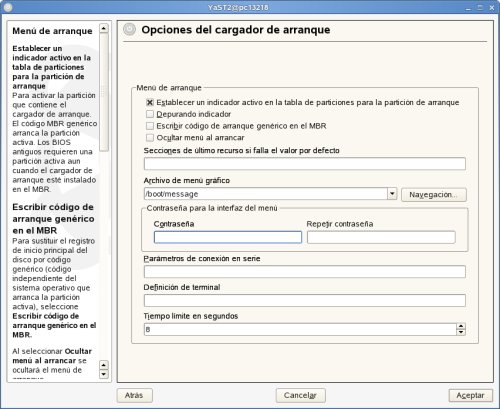 YaST2@pc13218
Menú de arranque
Establecer un
indicador activo en la
tabla de particiones
para la partición de
arranque
Para activar la partición
que contiene el
cargador de arranque.
El código MBR genérico
arranca la partición
activa. Los BIOS
antiguos requieren una
partición activa aun
cuando el cargador de
arranque esté instalado
en el MBR.
Escribir código de
arranque genérico
en el MBR
Para sustituir el registro
de inicio principal del
disco por código
genérico (código
independiente del
sistema operativo que
arranca la partición
activa), seleccione
Escribir código de
arranque genérico en el
MBR.
Al seleccionar Ocultar
menú al arrancar se
ocultará el menú de
arranque.
Opciones del cargador de arranque
Menú de arranque
Establecer un indicador activo en la tabla de particiones para la partición de arranque
Depurando indicador
Escribir código de arranque genérico en el MBR
Ocultar menú al arrancar
Secciones de último recurso si falla el valor por defecto
Archivo de menú gráfico
/boot/message
Navegación...
Contraseña para la interfaz del menú
Contraseña
Repetir contraseña
Parámetros de conexión en serie
Definición de terminal
Tiempo límite en segundos
8
Atrás
Cancelar
Aceptar